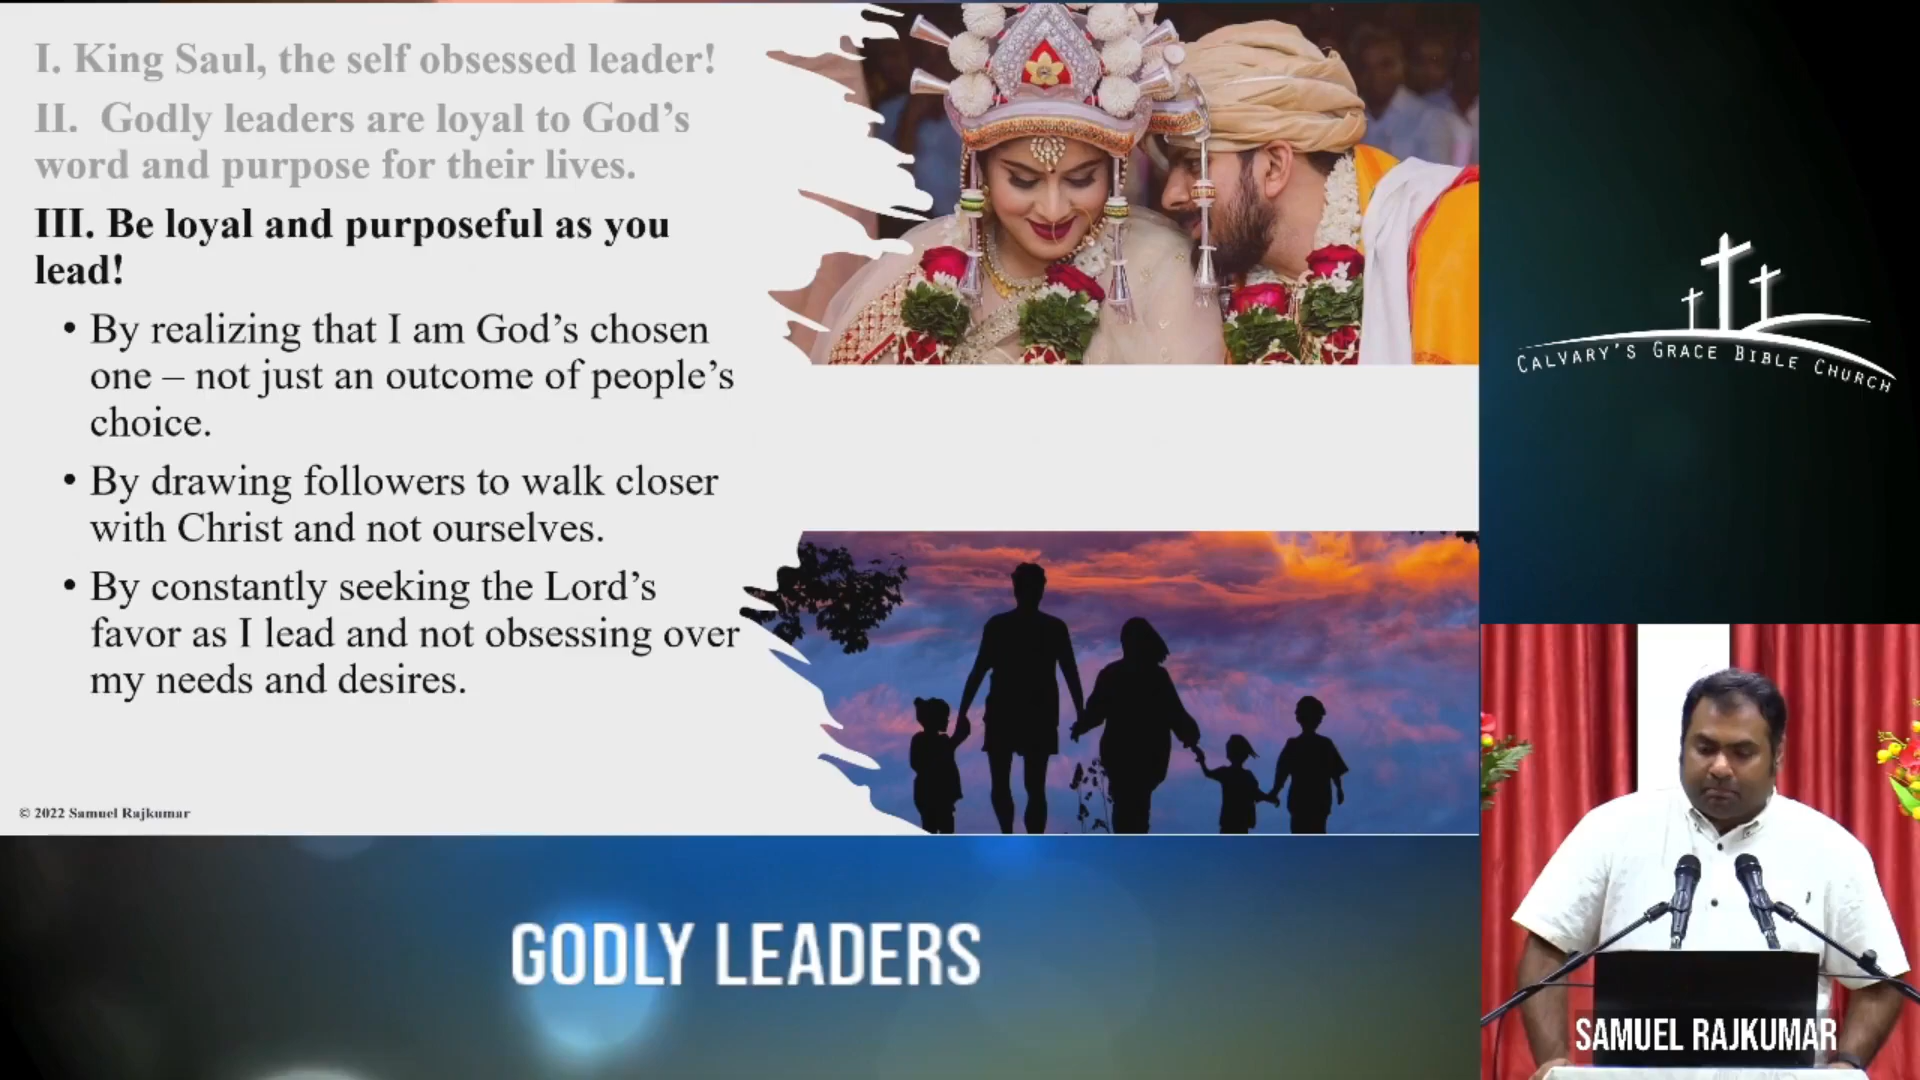 I. King Saul, the self obsessed leader!
II. Godly leaders are loyal to God's
word and purpose for their lives.
III. Be loyal and purposeful as you
lead!
• By realizing that I am God's chosen
one – not just an outcome of people's
choice.
• By drawing followers to walk closer
with Christ and not ourselves.
• By constantly seeking the Lord's
favor as I lead and not obsessing over
my needs and desires.
© 2022 Samuel Rajkumar
CALVARY'S GRACE BIBLE CHURCH
GODLY LEADERS
SAMUEL RAJKUMAR